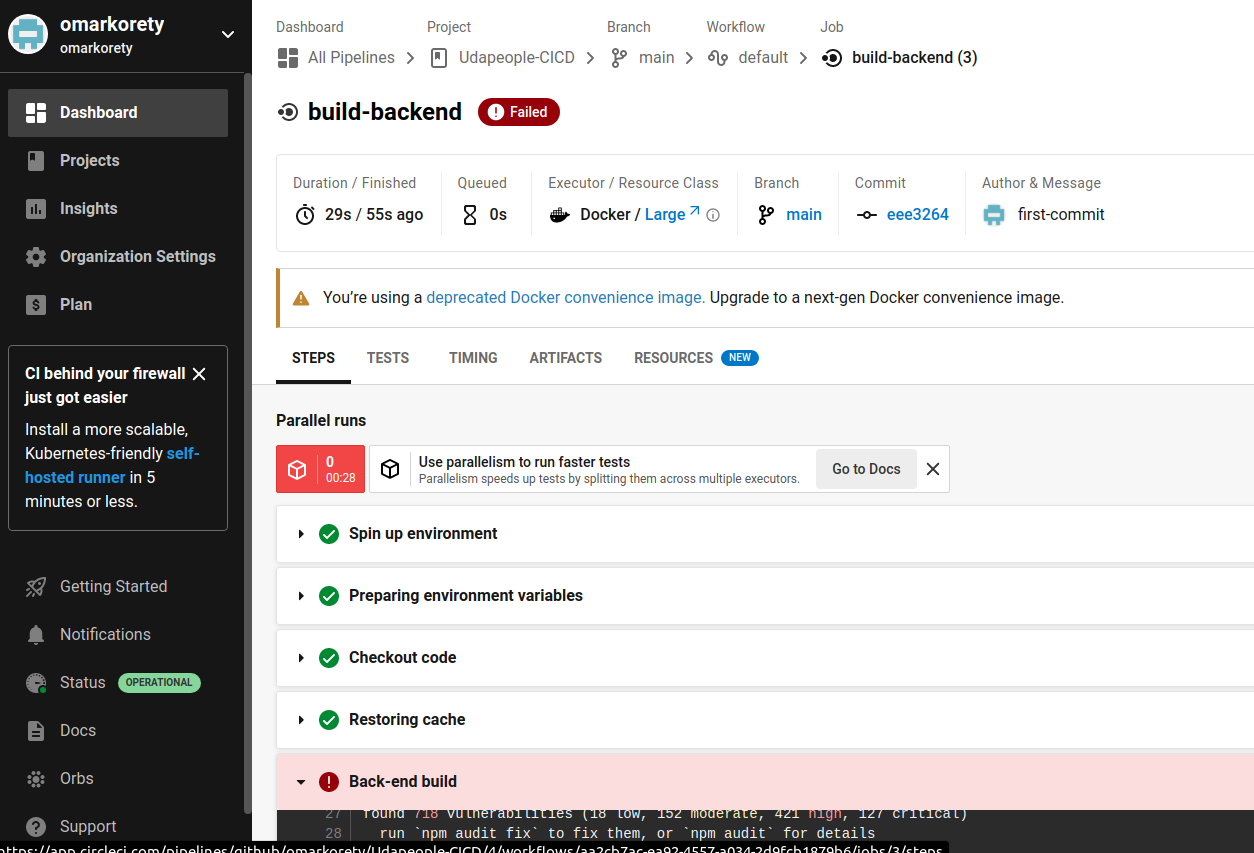 omarkorety
omarkorety
Dashboard
Projects
Insights
Organization Settings
Plan
CI behind your firewall
just got easier
Install a more scalable,
Kubernetes-friendly self-
hosted runner in 5
minutes or less.
Getting Started
Notifications
Status OPERATIONAL
Docs
Orbs
Support
Dashboard Project Branch Workflow Job
All Pipelines Udapeople-CICD main default build-backend (3)
build-backend Failed
Duration / Finished Queued Executor / Resource Class Branch Commit Author & Message
29s / 55s ago 0s Docker / Large main eee3264 first-commit
You're using a deprecated Docker convenience image. Upgrade to a next-gen Docker convenience image.
STEPS TESTS TIMING ARTIFACTS RESOURCES NEW
Parallel runs
0
00:28
Use parallelism to run faster tests
Parallelism speeds up tests by splitting them across multiple executors.
Go to Docs
Spin up environment
Preparing environment variables
Checkout code
Restoring cache
Back-end build
27 found 718 vulnerabilities (18 low, 152 moderate, 421 high, 127 critical)
28 run `npm audit fix` to fix them, or `npm audit` for details
https://app.circleci.com/pipelines/github/omarkorety/Udapeople-CICD/4/workflows/aa2cb7ac-ea92-4557-a034-2d9fcb1879b6/jobs/3/steps